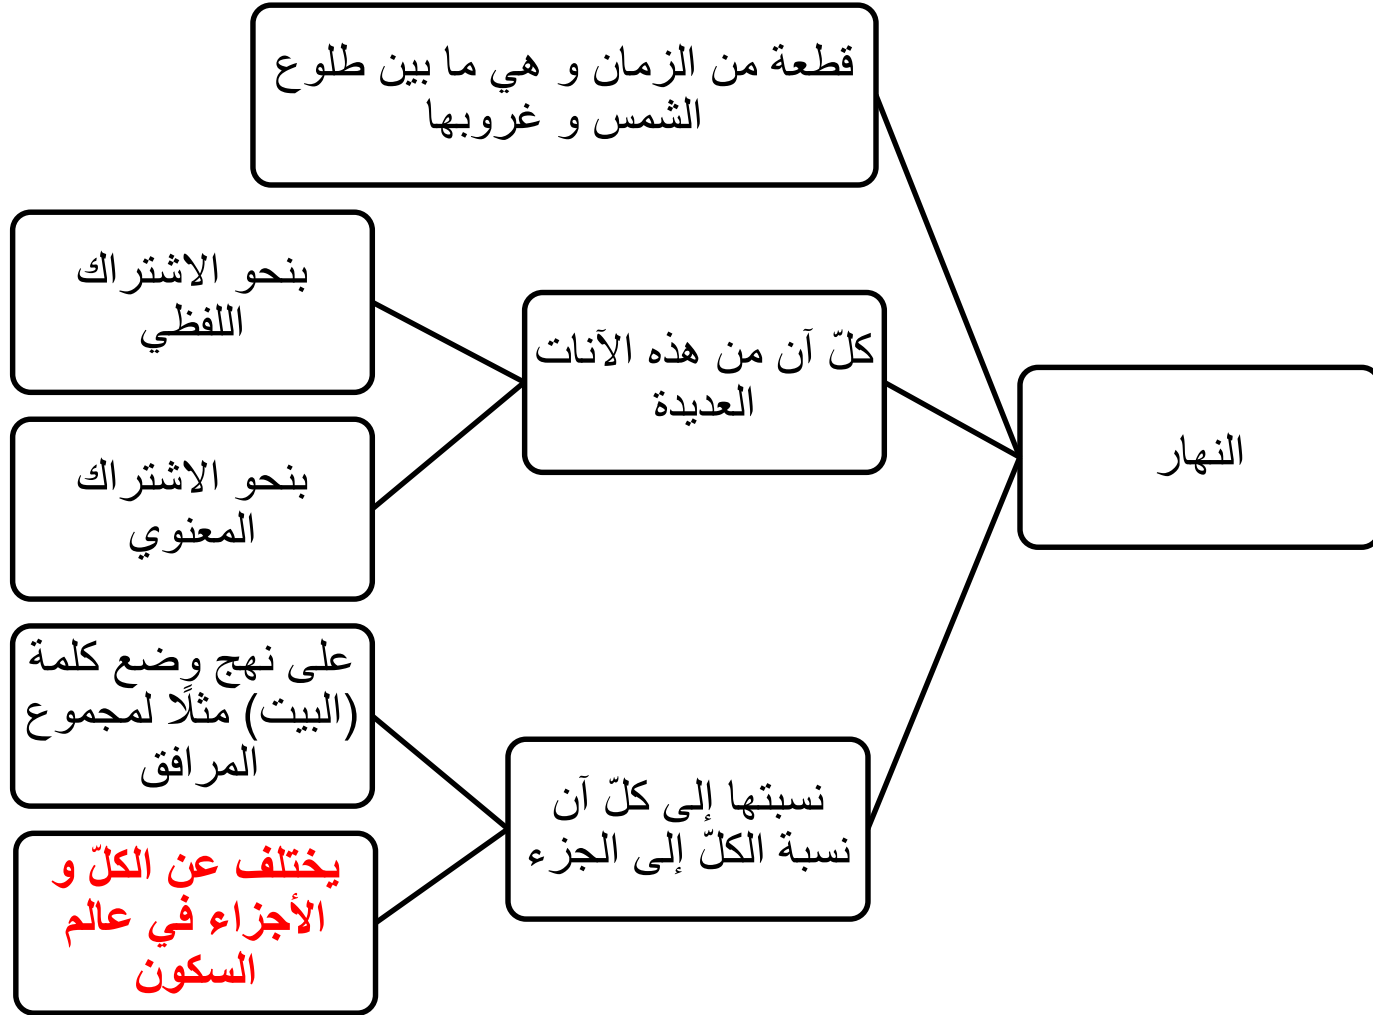 النهار
قطعة من الزمان و هي ما بين طلوع
الشمس و غروبها
كلّ آن من هذه الآنات
العديدة
بنحو الاشتراك
اللفظي
بنحو الاشتراك
المعنوي
نسبتها إلى كلّ آن
نسبة الكلّ إلى الجزء
على نهج وضع كلمة
(البيت) مثلًا لمجموع
المرافق
يختلف عن الكلّ و
الأجزاء في عالم
السكون